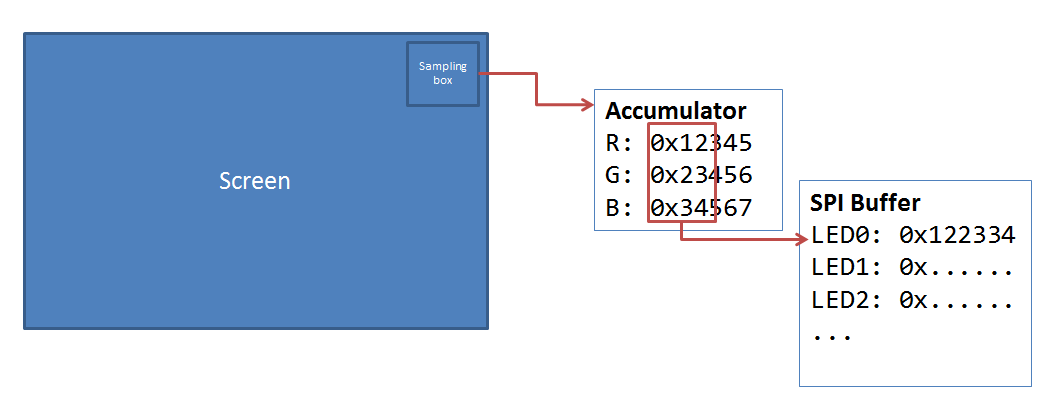 Sampling
box
Screen
Accumulator
R: 0x12345
G: 0x23456
B: 0x34567
SPI Buffer
LED0: 0x122334
LED1: 0x......
LED2: 0x......
...